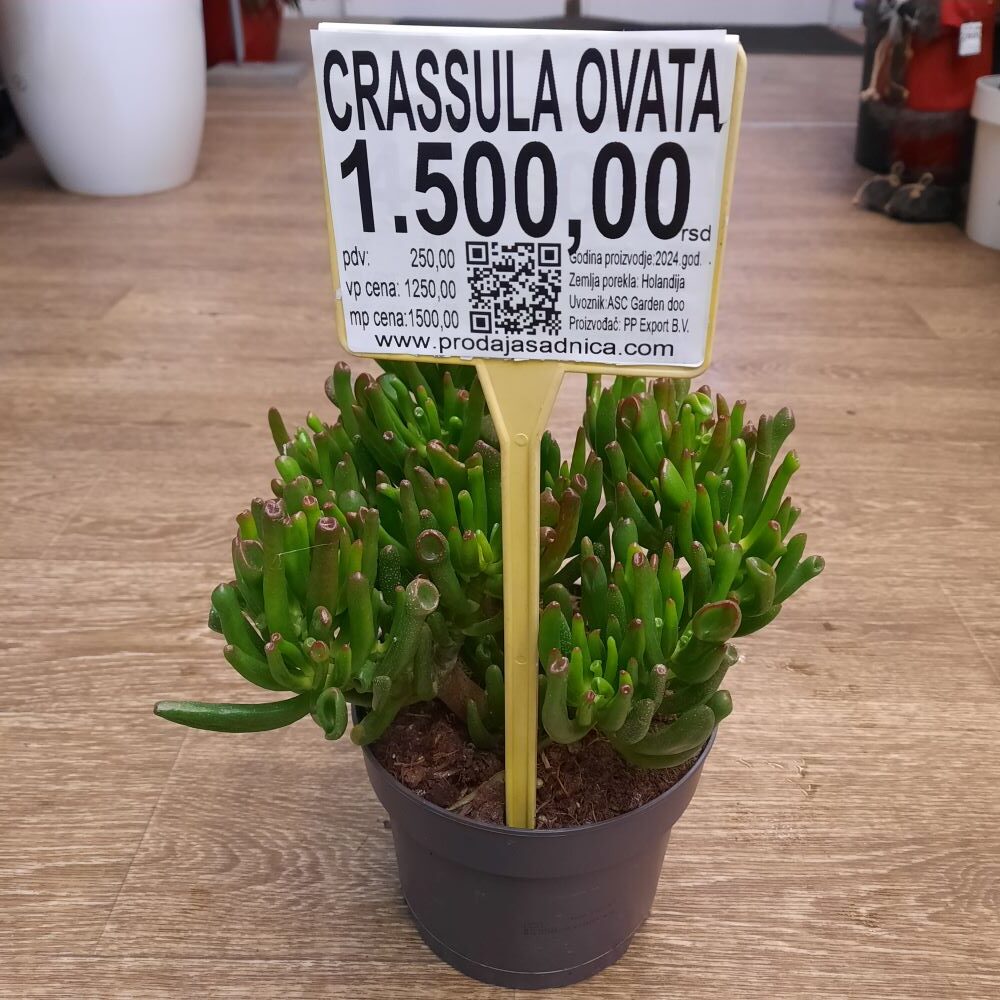 CRASSULA OVATA
1.500,00 rsd
pdv: 250,00
vp cena: 1250,00
mp cena:1500,00
Godina proizvodje:2024.god.
Zemlja porekla: Holandija
Uvoznik:ASC Garden doo
Proizvođač: PP Export B.V.
www.prodajasadnica.com